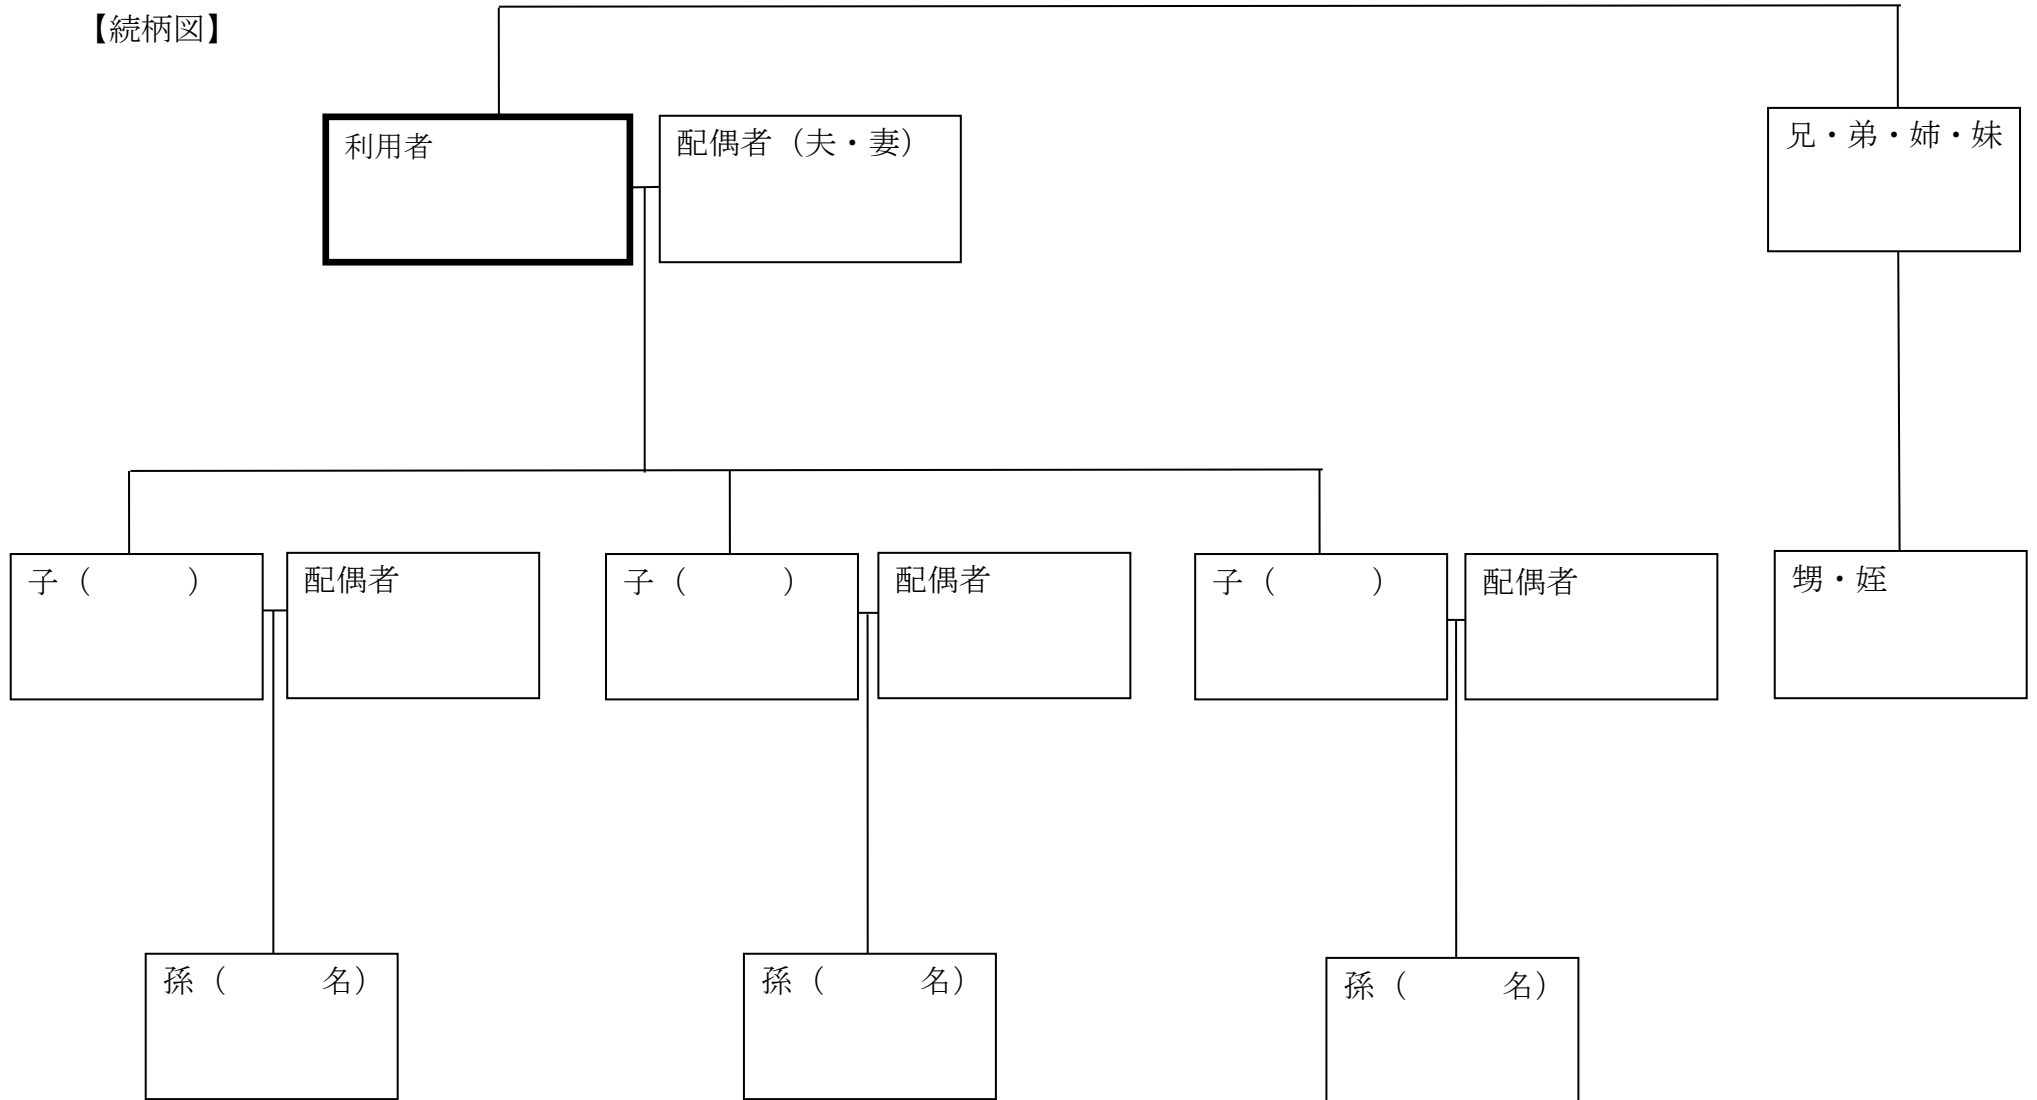 【続柄図】
利用者
配偶者（夫・妻）
兄・弟・姉・妹
子（　　　）
配偶者
子（　　　）
配偶者
子（　　　）
配偶者
甥・姪
孫（　　　名）
孫（　　　名）
孫（　　　名）